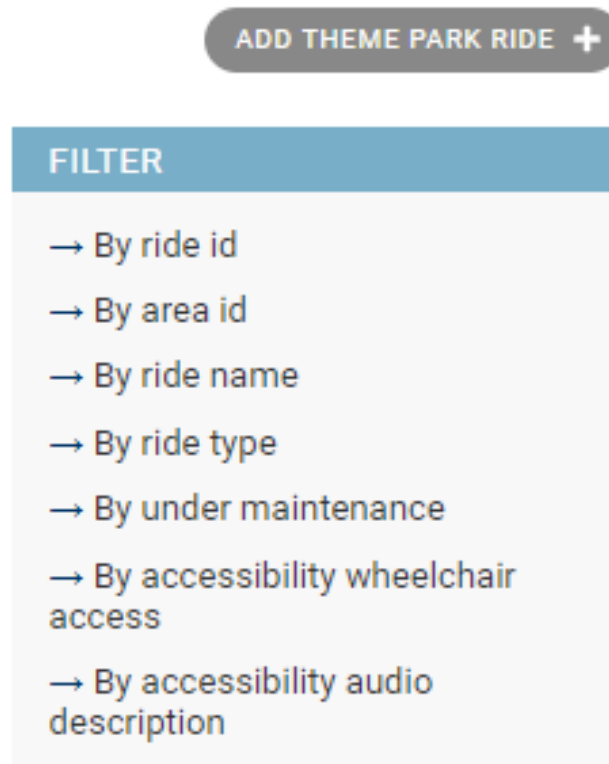 ADD THEME PARK RIDE +
FILTER
→ By ride id
→ By area id
→ By ride name
→ By ride type
→ By under maintenance
→ By accessibility wheelchair
access
→ By accessibility audio
description